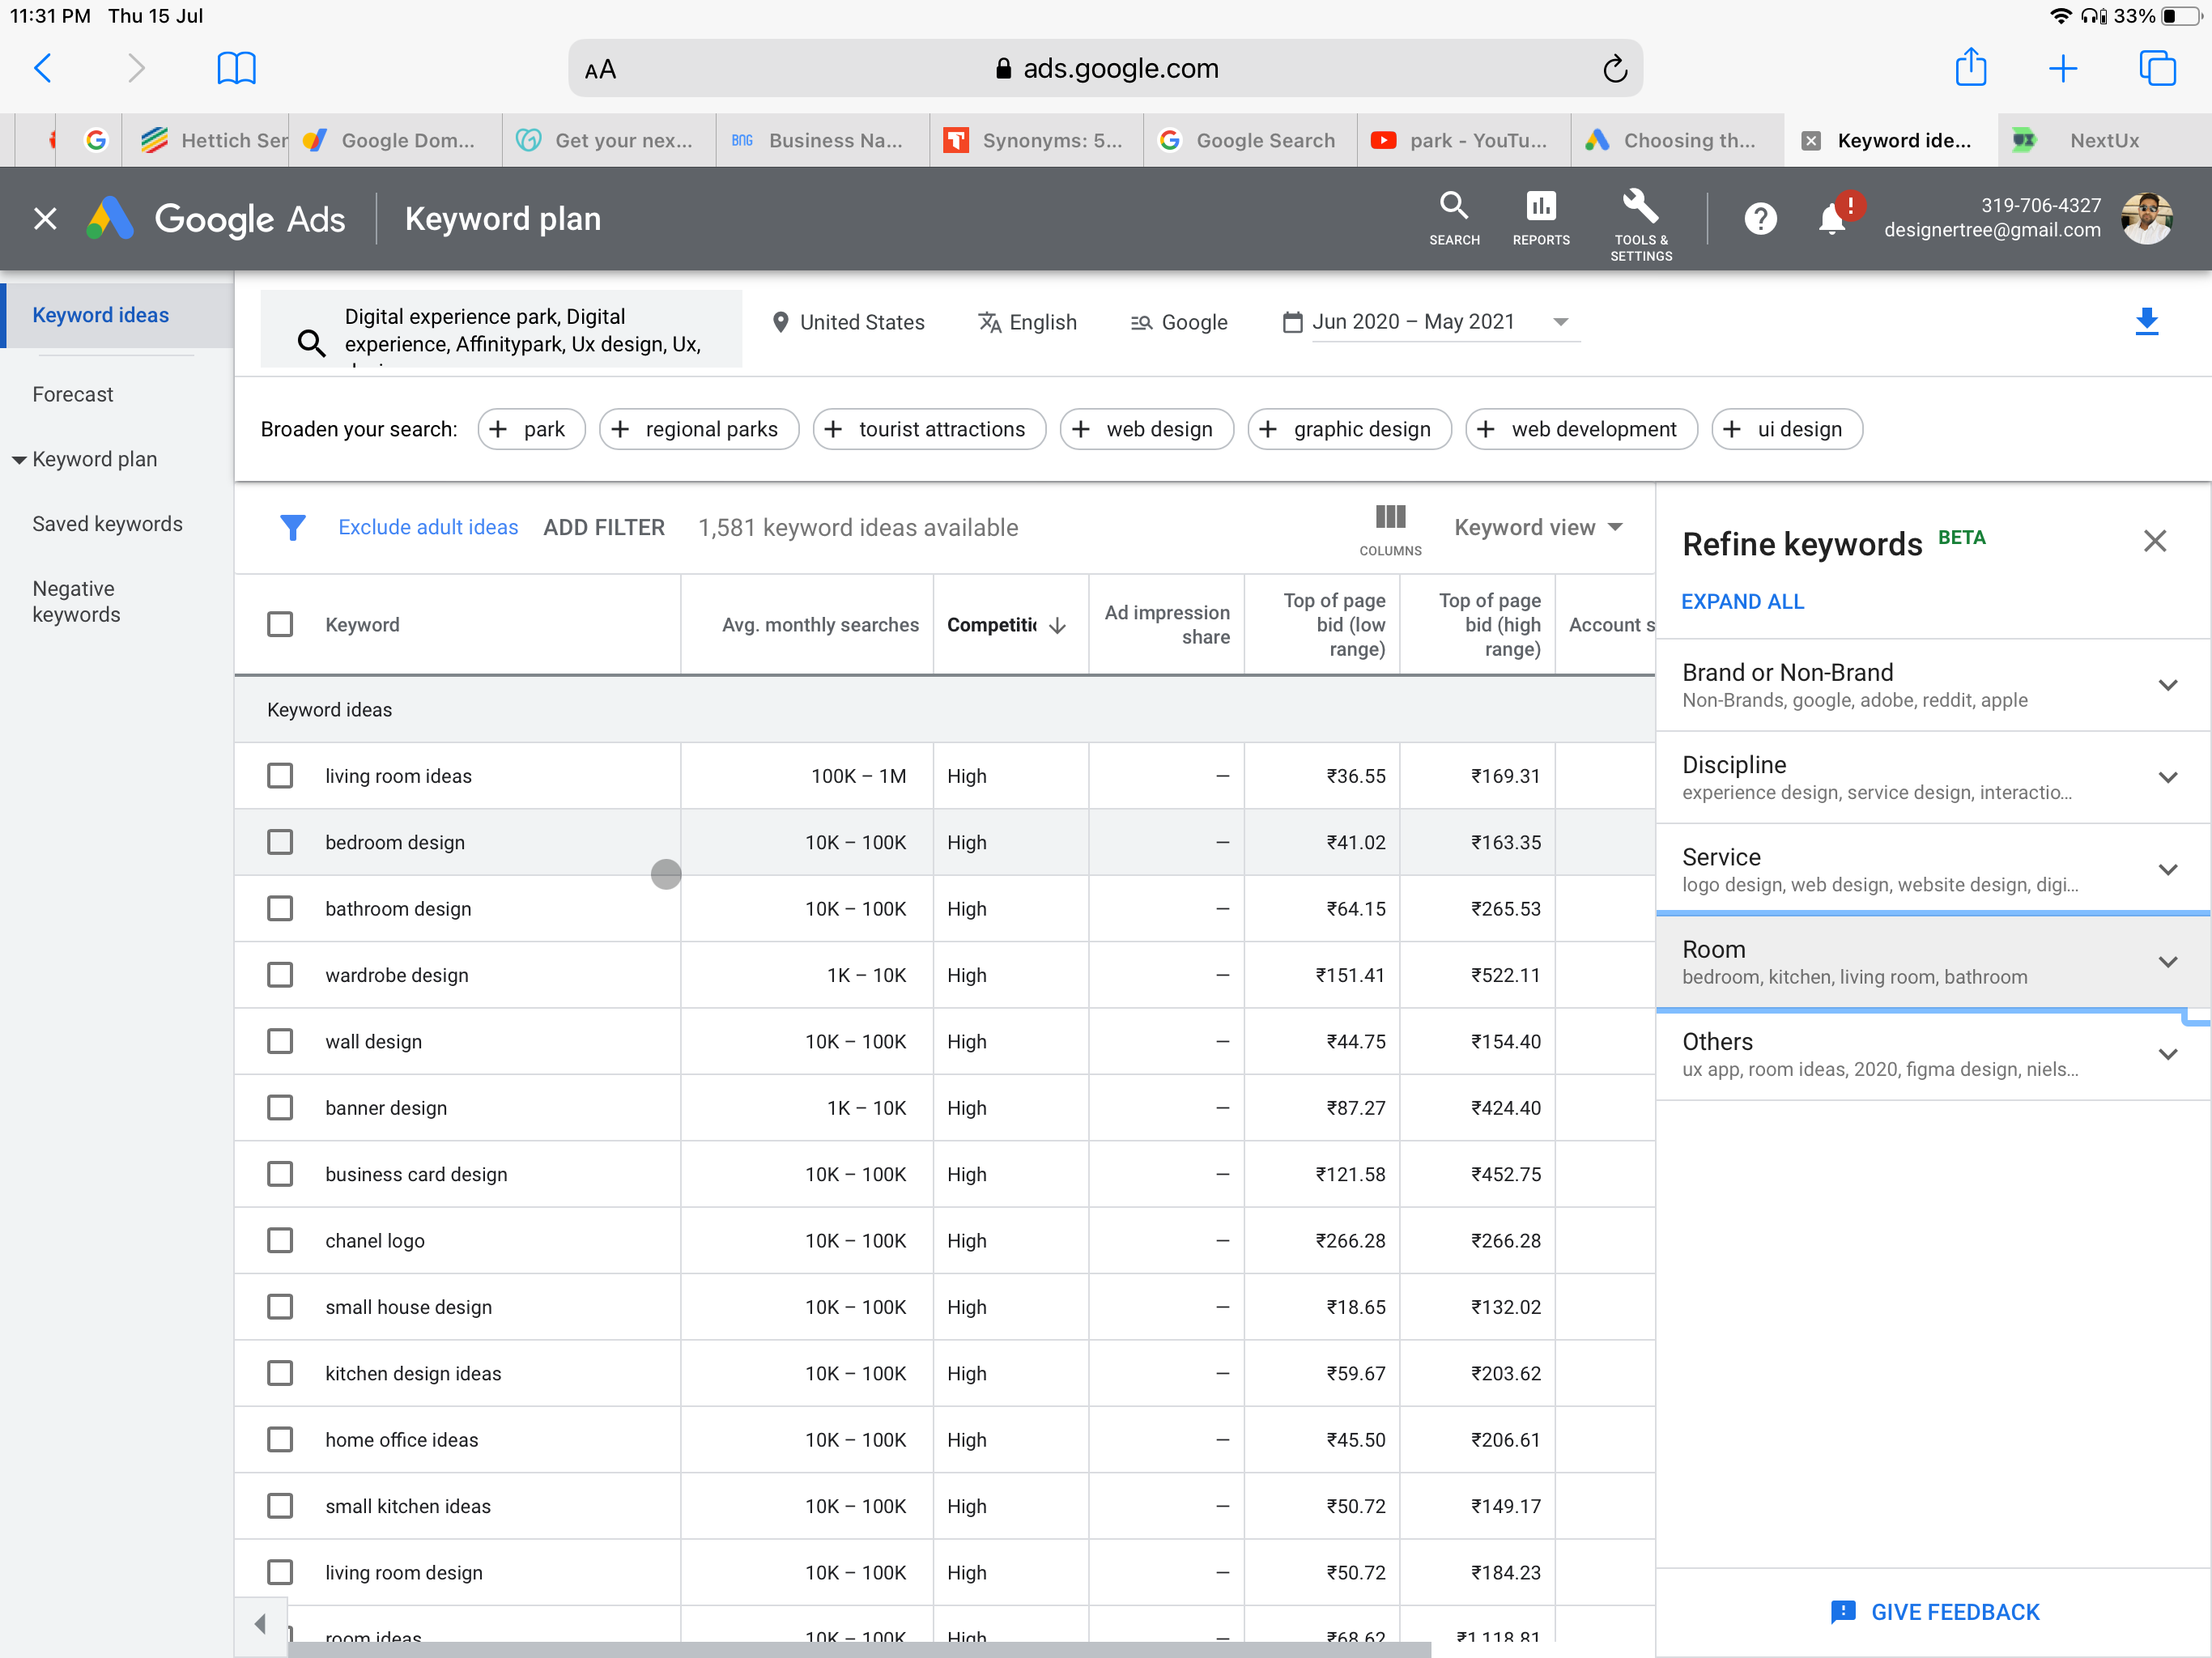 11:31 PM Thu 15 Jul
33%
AA
ads.google.com
Hettich Ser
Google Dom...
Get your nex...
BNG Business Na...
Synonyms: 5...
Google Search
park - YouTu...
Choosing th...
Keyword ide...
NextUx
Google Ads
Keyword plan
SEARCH
REPORTS
TOOLS &
SETTINGS
319-706-4327
designertree@gmail.com
Keyword ideas
Forecast
Keyword plan
Saved keywords
Negative
keywords
Digital experience park, Digital
experience, Affinitypark, Ux design, Ux,
United States
English
Google
Jun 2020 – May 2021
Broaden your search:
park
regional parks
tourist attractions
web design
graphic design
web development
ui design
Exclude adult ideas
ADD FILTER
1,581 keyword ideas available
COLUMNS
Keyword view
Keyword
Avg. monthly searches
Competitic
Ad impression
share
Top of page
bid (low
range)
Top of page
bid (high
range)
Account s
Keyword ideas
living room ideas 100K – 1M High – ₹36.55 ₹169.31
bedroom design 10K – 100K High – ₹41.02 ₹163.35
bathroom design 10K – 100K High – ₹64.15 ₹265.53
wardrobe design 1K – 10K High – ₹151.41 ₹522.11
wall design 10K – 100K High – ₹44.75 ₹154.40
banner design 1K – 10K High – ₹87.27 ₹424.40
business card design 10K – 100K High – ₹121.58 ₹452.75
chanel logo 10K – 100K High – ₹266.28 ₹266.28
small house design 10K – 100K High – ₹18.65 ₹132.02
kitchen design ideas 10K – 100K High – ₹59.67 ₹203.62
home office ideas 10K – 100K High – ₹45.50 ₹206.61
small kitchen ideas 10K – 100K High – ₹50.72 ₹149.17
living room design 10K – 100K High – ₹50.72 ₹184.23
room ideas 10K – 100K High – ₹68.62 ₹1,118.81
Refine keywords BETA
EXPAND ALL
Brand or Non-Brand
Non-Brands, google, adobe, reddit, apple
Discipline
experience design, service design, interactio...
Service
logo design, web design, website design, digi...
Room
bedroom, kitchen, living room, bathroom
Others
ux app, room ideas, 2020, figma design, niels...
GIVE FEEDBACK